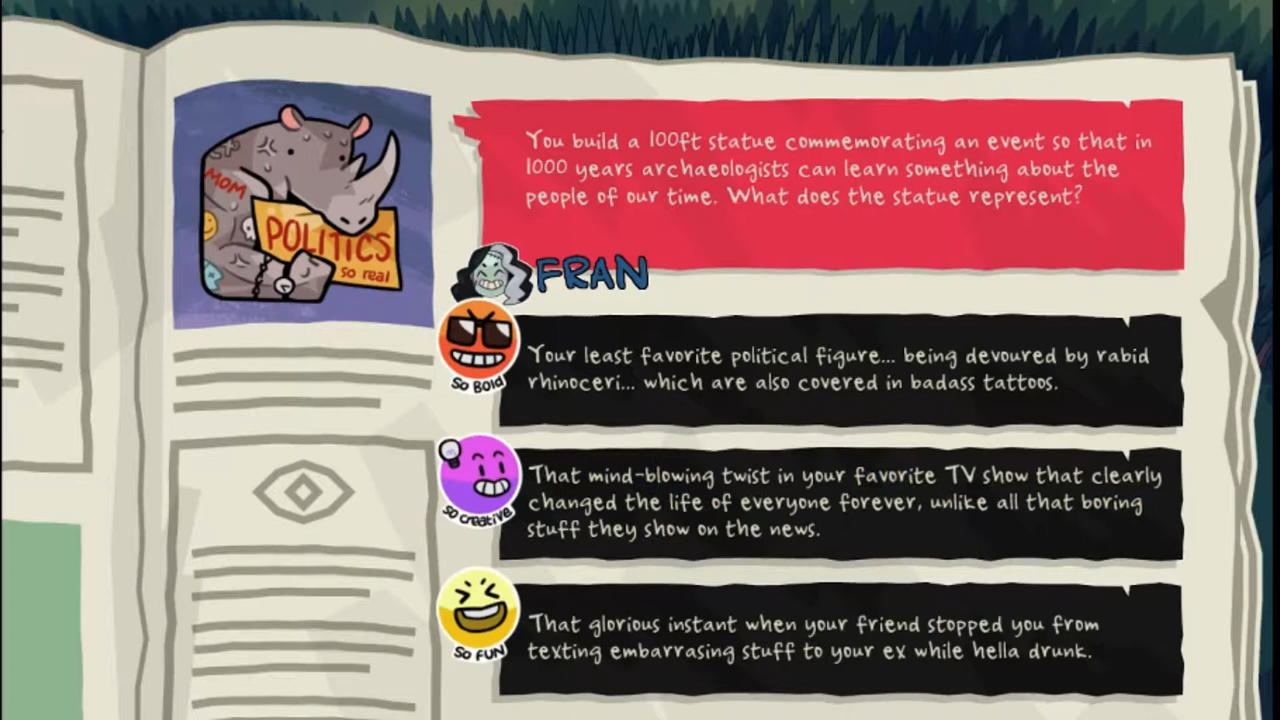 MOM
POLITICS
so real
You build a 100ft statue commemorating an event so that in
1000 years archaeologists can learn something about the
people of our time. What does the statue represent?
FRAN
so Bold
Your least favorite political figure... being devoured by rabid
rhinoceri... which are also covered in badass tattoos.
so creative
That mind-blowing twist in your favorite TV show that clearly
changed the life of everyone forever, unlike all that boring
stuff they show on the news.
so FUN
That glorious instant when your friend stopped you from
texting embarrasing stuff to your ex while hella drunk.